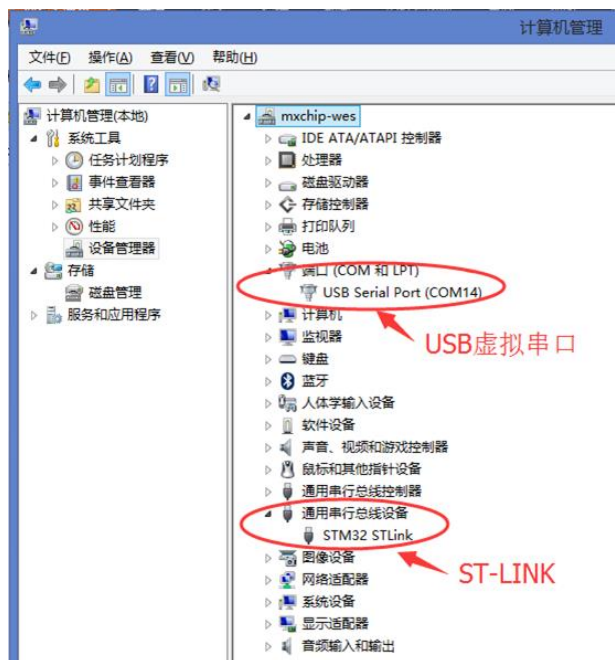 计算机管理
文件(F) 操作(A) 查看(V) 帮助(H)
计算机管理(本地)
系统工具
任务计划程序
事件查看器
共享文件夹
性能
设备管理器
存储
磁盘管理
服务和应用程序
mxchip-wes
IDE ATA/ATAPI 控制器
处理器
磁盘驱动器
存储控制器
打印队列
电池
端口 (COM 和 LPT)
USB Serial Port (COM14)
计算机
USB虚拟串口
监视器
键盘
蓝牙
人体学输入设备
软件设备
声音、视频和游戏控制器
鼠标和其他指针设备
通用串行总线控制器
通用串行总线设备
STM32 STLink
图像设备
ST-LINK
网络适配器
系统设备
显示适配器
音频输入和输出